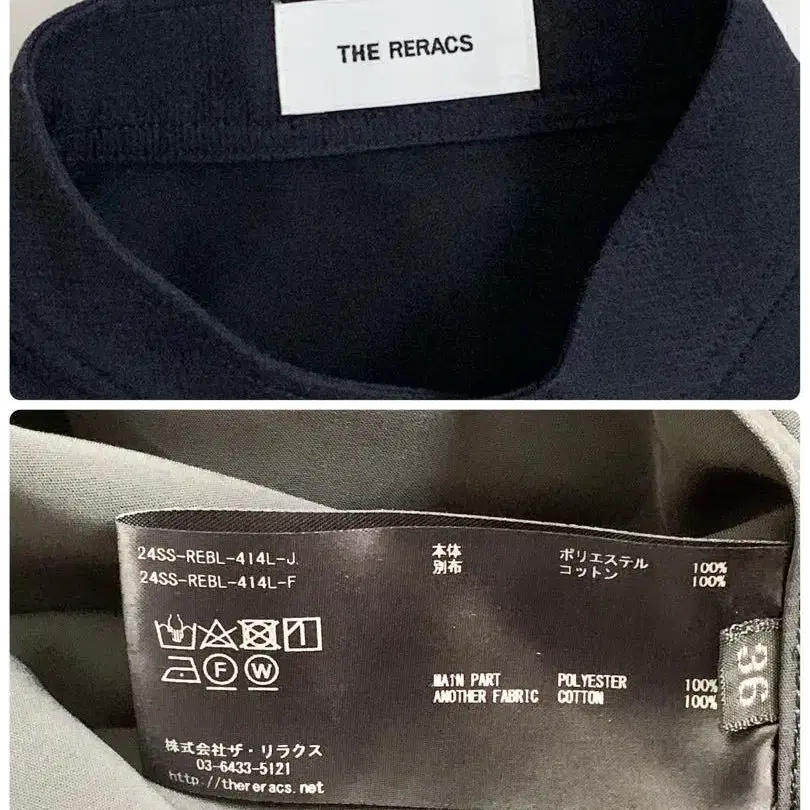 THE RERACS
24SS-REBL-414L-J
24SS-REBL-414L-F
本体 ポリエステル 100%
別布 コットン 100%
F W
MAIN PART POLYESTER 100%
ANOTHER FABRIC COTTON 100%
36
株式会社ザ・リラクス
03-6433-5121
http://thereracs.net